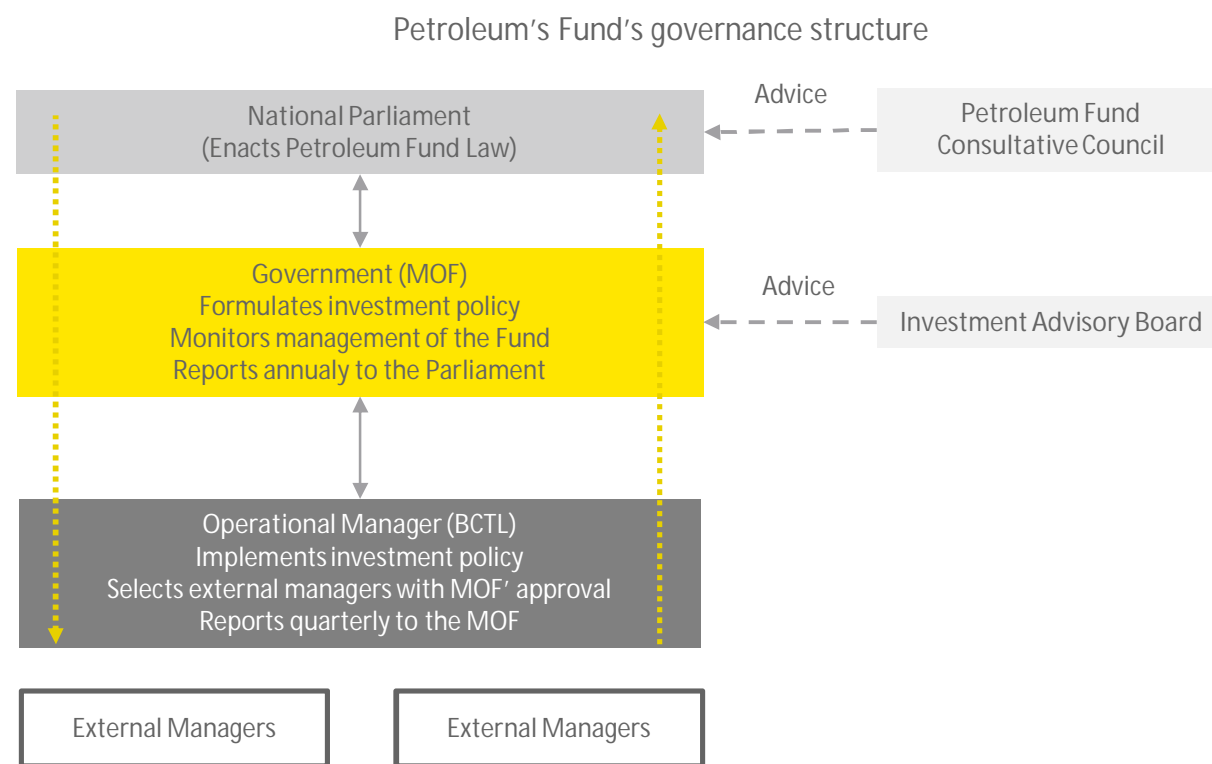 Petroleum's Fund's governance structure
National Parliament
(Enacts Petroleum Fund Law)
Advice
Petroleum Fund
Consultative Council
Government (MOF)
Formulates investment policy
Monitors management of the Fund
Reports annualy to the Parliament
Advice
Investment Advisory Board
Operational Manager (BCTL)
Implements investment policy
Selects external managers with MOF' approval
Reports quarterly to the MOF
External Managers
External Managers